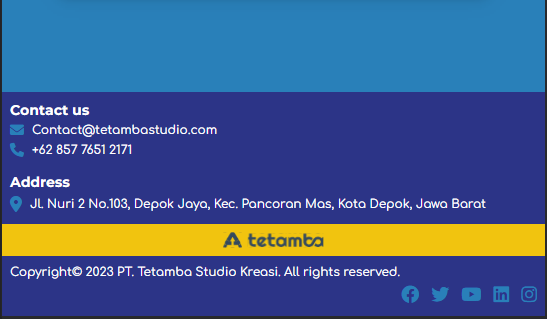 Contact us
Contact@tetambastudio.com
+62 857 7651 2171
Address
Jl. Nuri 2 No.103, Depok Jaya, Kec. Pancoran Mas, Kota Depok, Jawa Barat
tetamba
Copyright© 2023 PT. Tetamba Studio Kreasi. All rights reserved.